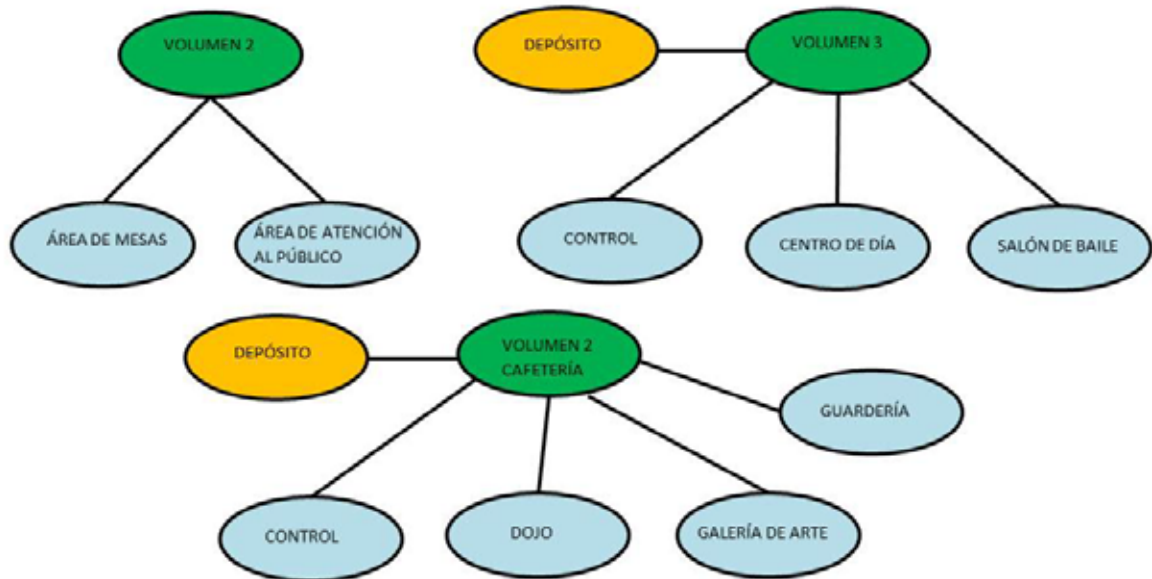 VOLUMEN 2
DEPÓSITO
VOLUMEN 3
ÁREA DE MESAS
ÁREA DE ATENCIÓN
AL PÚBLICO
CONTROL
CENTRO DE DÍA
SALÓN DE BAILE
DEPÓSITO
VOLUMEN 2
CAFETERÍA
GUARDERÍA
CONTROL
DOJO
GALERÍA DE ARTE